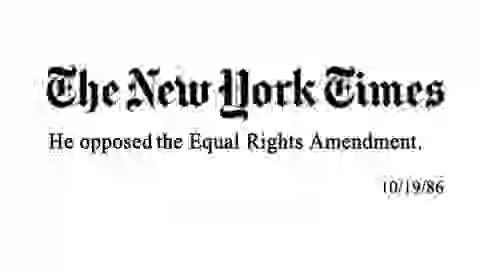 The New York Times
He opposed the Equal Rights Amendment.
10/19/86